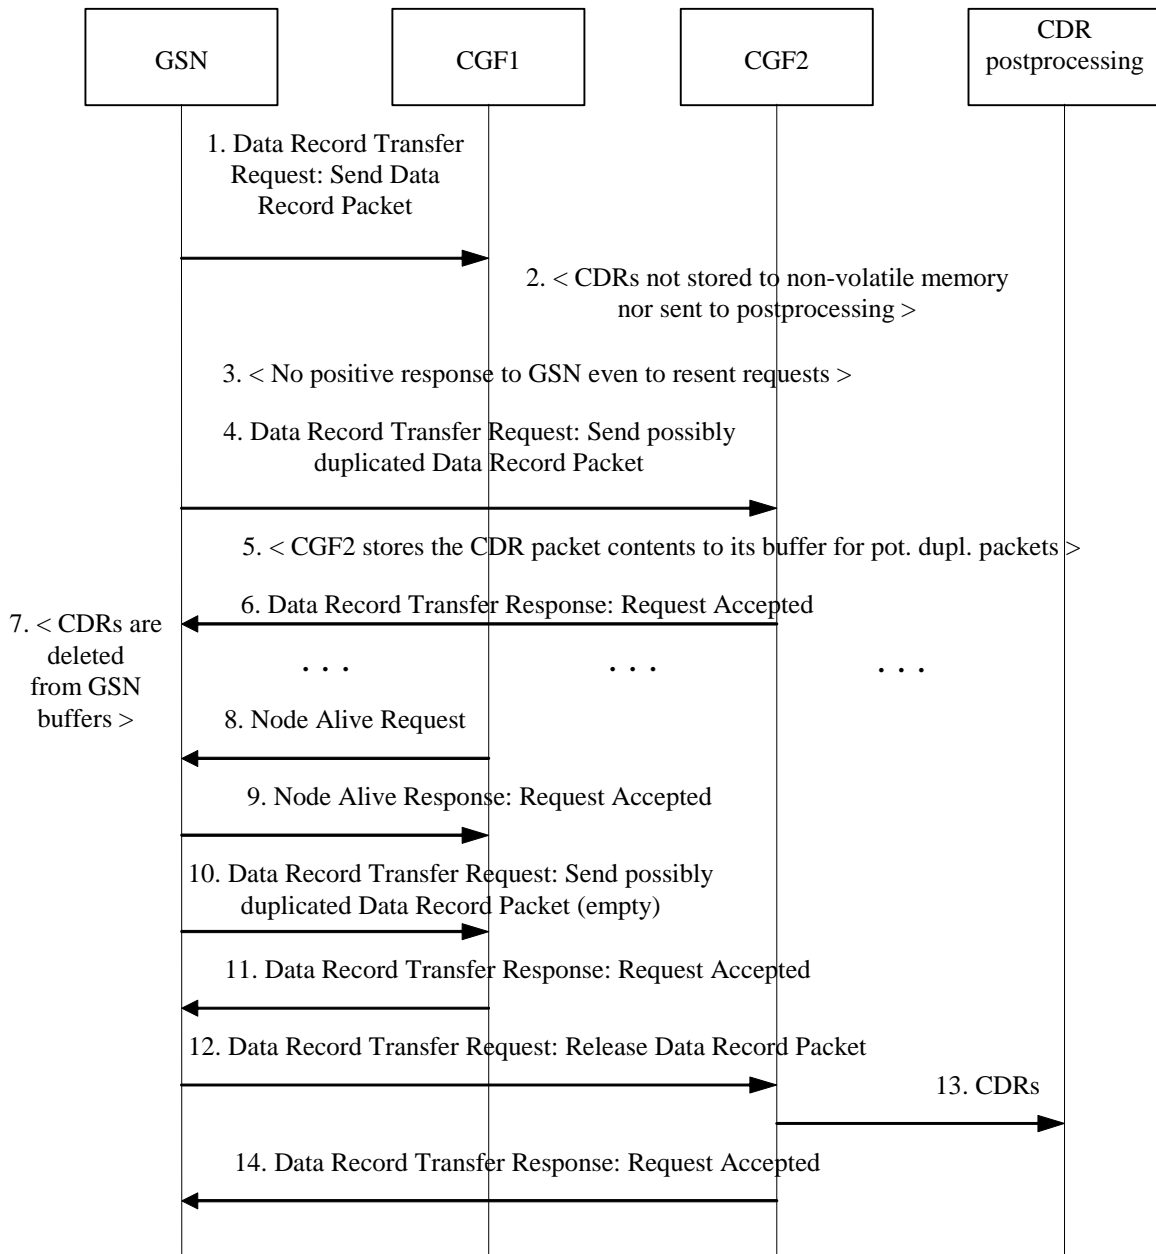 GSN
CGF1
CGF2
CDR
postprocessing
1. Data Record Transfer
Request: Send Data
Record Packet
2. < CDRs not stored to non-volatile memory
nor sent to postprocessing >
3. < No positive response to GSN even to resent requests >
4. Data Record Transfer Request: Send possibly
duplicated Data Record Packet
5. < CGF2 stores the CDR packet contents to its buffer for pot. dupl. packets >
6. Data Record Transfer Response: Request Accepted
7. < CDRs are
deleted
from GSN
buffers >
. . . . . . . . .
8. Node Alive Request
9. Node Alive Response: Request Accepted
10. Data Record Transfer Request: Send possibly
duplicated Data Record Packet (empty)
11. Data Record Transfer Response: Request Accepted
12. Data Record Transfer Request: Release Data Record Packet
13. CDRs
14. Data Record Transfer Response: Request Accepted